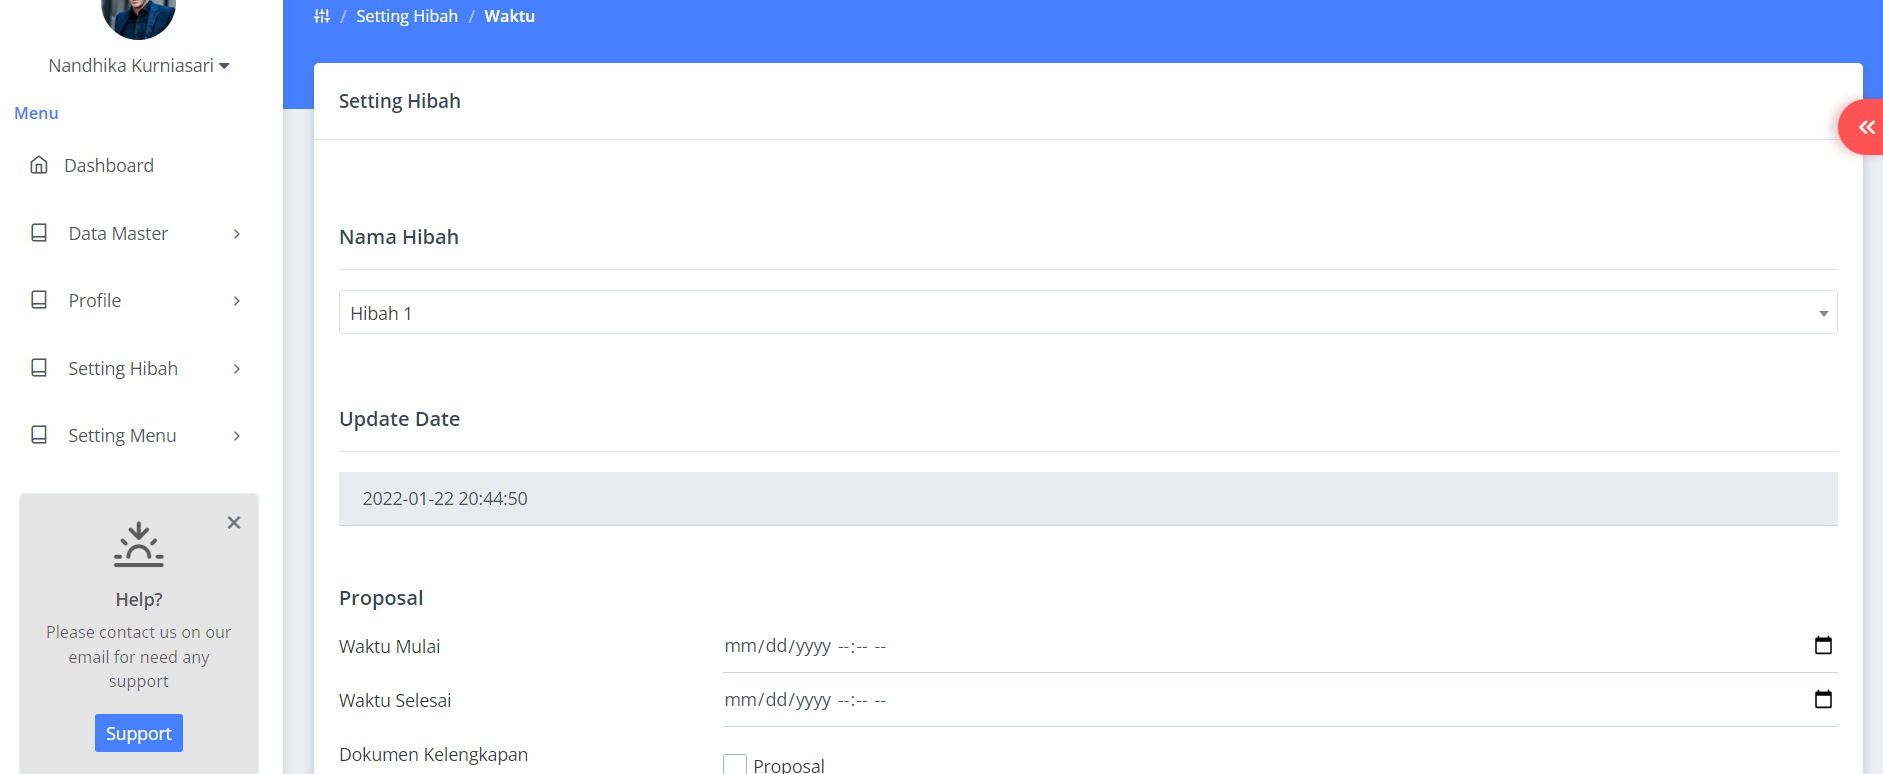 Nandhika Kurniasari
Menu
Dashboard
Data Master
Profile
Setting Hibah
Setting Menu
Help?
Please contact us on our
email for need any
support
Support
/ Setting Hibah / Waktu
Setting Hibah
Nama Hibah
Hibah 1
Update Date
2022-01-22 20:44:50
Proposal
Waktu Mulai mm/dd/yyyy --:-- --
Waktu Selesai mm/dd/yyyy --:-- --
Dokumen Kelengkapan
Proposal